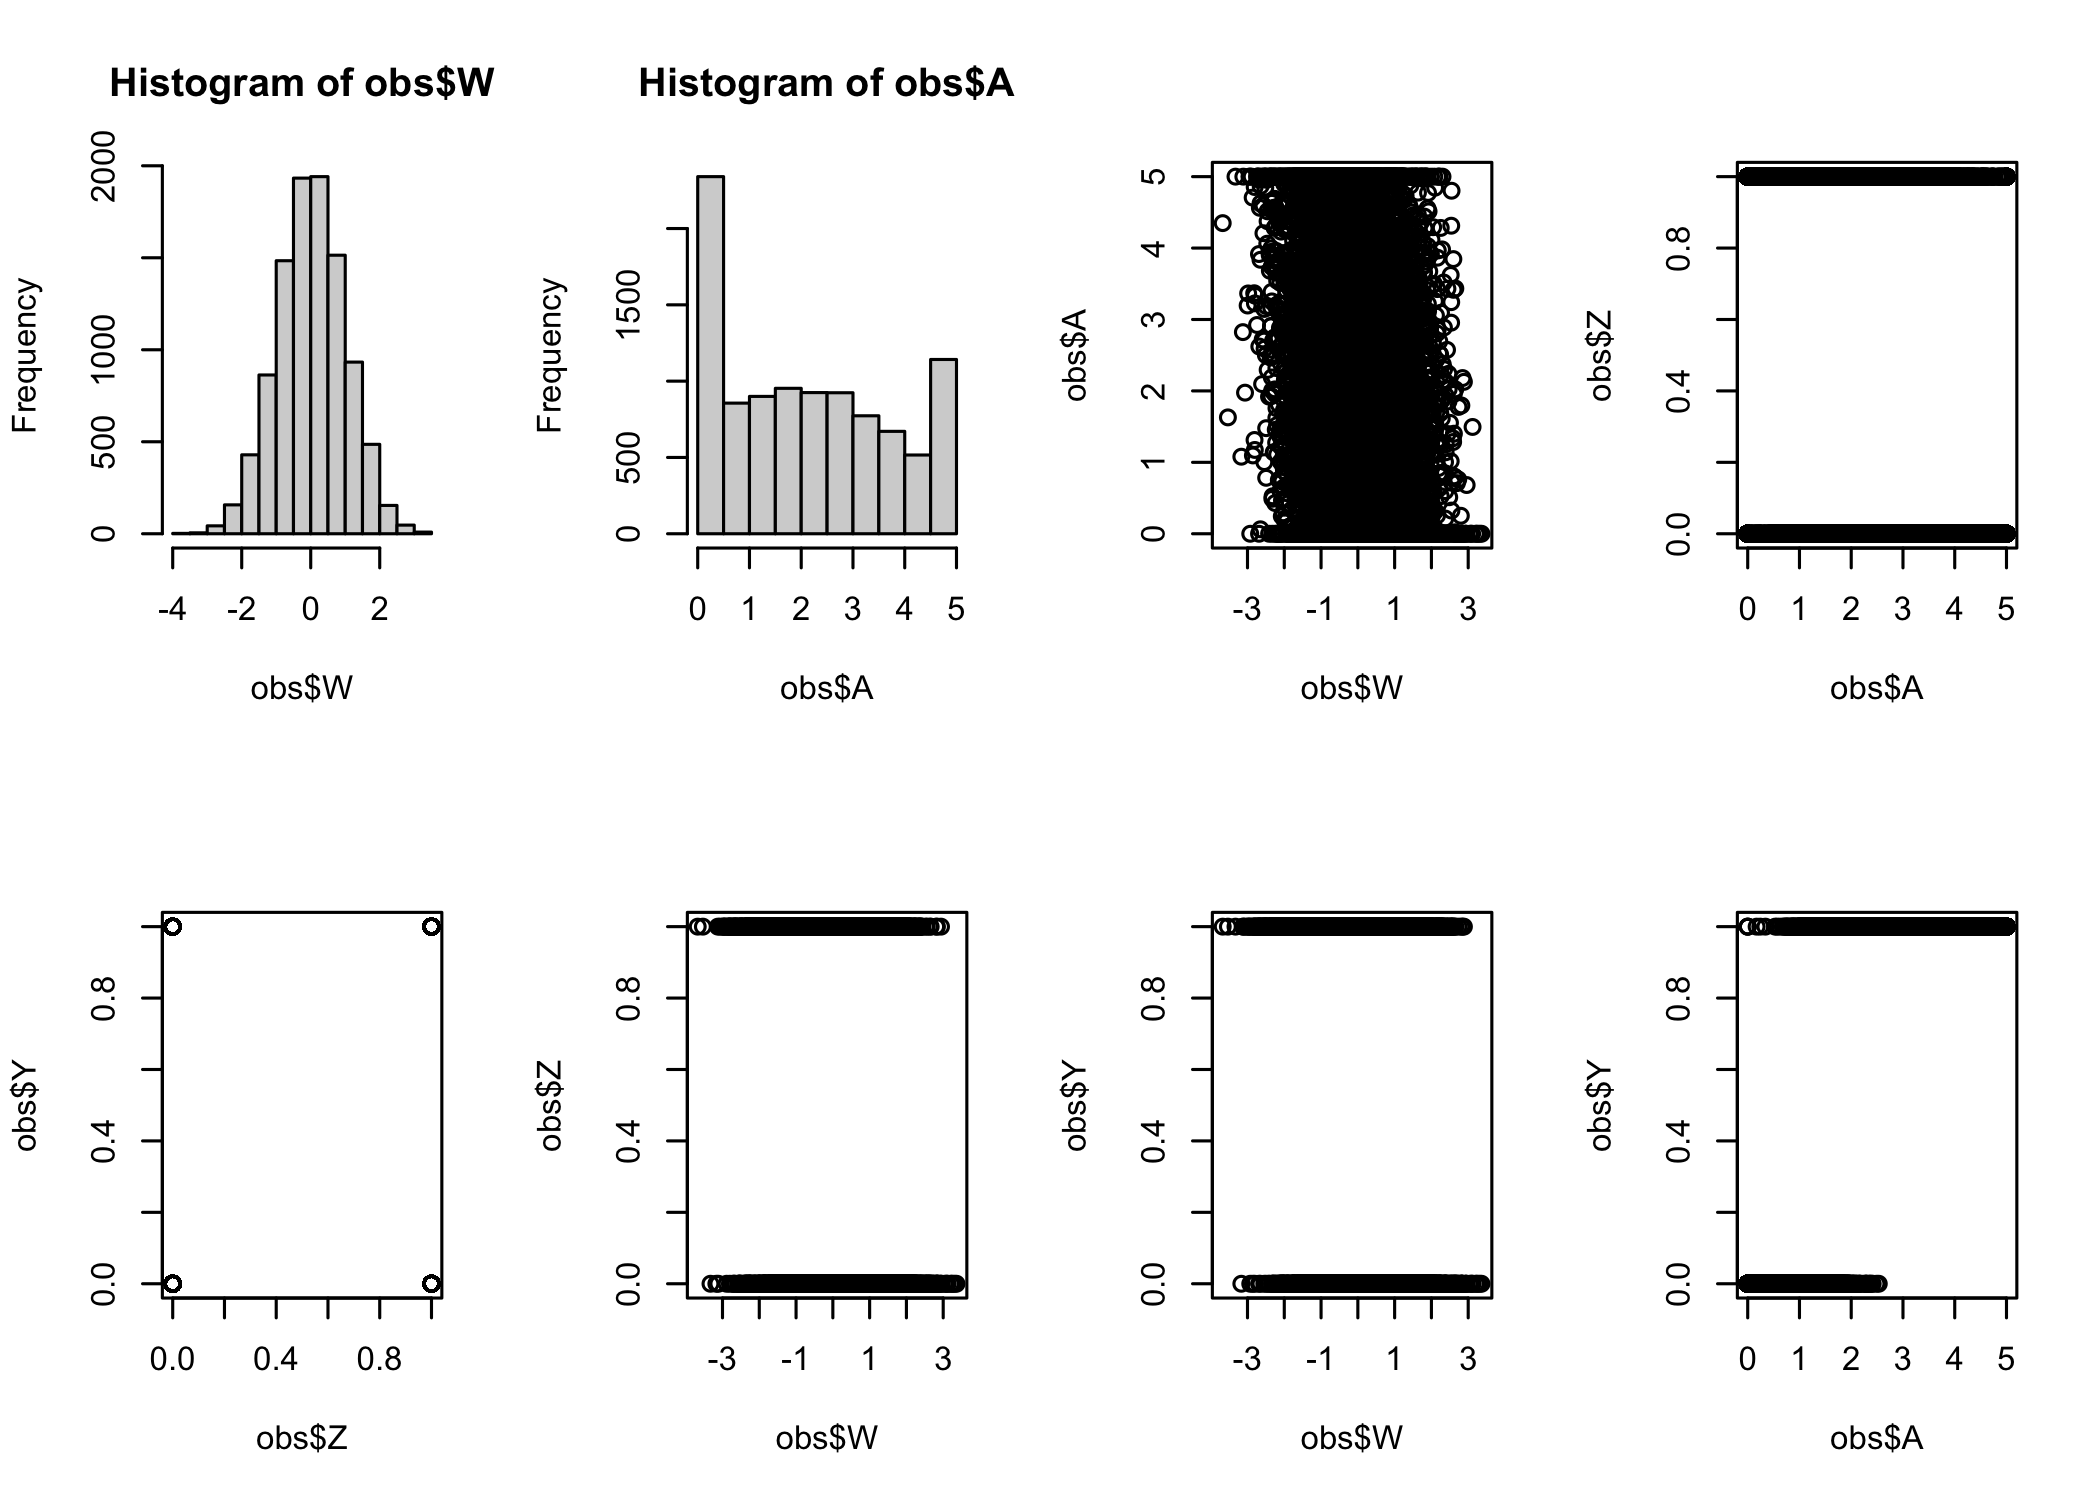 Histogram of obs$W
Frequency
0 500 1000 2000
-4 -2 0 2
obs$W
Histogram of obs$A
Frequency
0 500 1500
0 1 2 3 4 5
obs$A
obs$A
0 1 2 3 4 5
-3 -1 1 3
obs$W
obs$Z
0.0 0.4 0.8
0 1 2 3 4 5
obs$A
obs$Y
0.0 0.4 0.8
0.0 0.4 0.8
obs$Z
obs$Z
0.0 0.4 0.8
-3 -1 1 3
obs$W
obs$Y
0.0 0.4 0.8
-3 -1 1 3
obs$W
obs$Y
0.0 0.4 0.8
0 1 2 3 4 5
obs$A